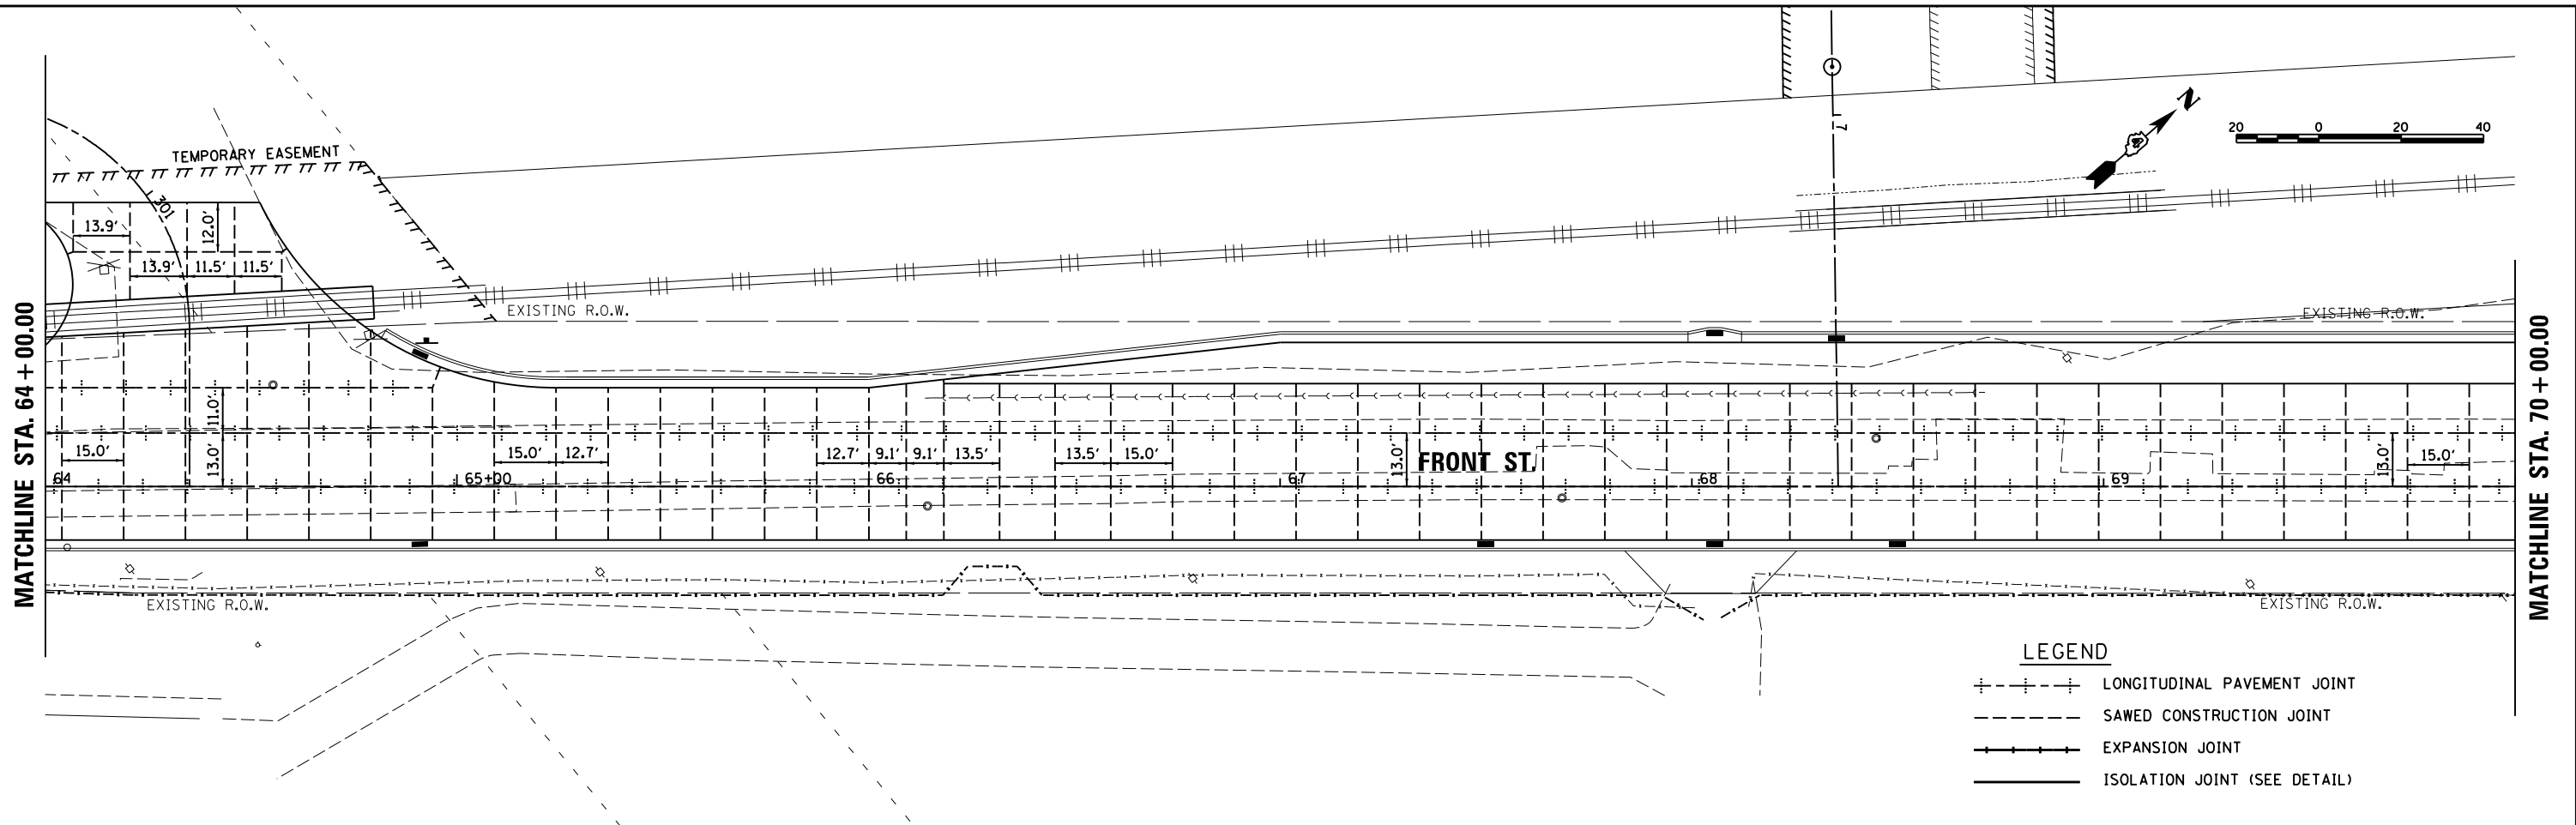 MATCHLINE STA. 64 + 00.00
TEMPORARY EASEMENT
301
13.9'
12.0'
13.9'
11.5'
11.5'
EXISTING R.O.W.
7
N
20 0 20 40
EXISTING R.O.W.
11.0'
15.0'
13.0'
15.0'
12.7'
12.7'
9.1'
9.1'
13.5'
13.5'
15.0'
13.0'
FRONT ST.
13.0'
15.0'
64
65+00
66
67
68
69
EXISTING R.O.W.
EXISTING R.O.W.
MATCHLINE STA. 70 + 00.00
LEGEND
LONGITUDINAL PAVEMENT JOINT
SAWED CONSTRUCTION JOINT
EXPANSION JOINT
ISOLATION JOINT (SEE DETAIL)